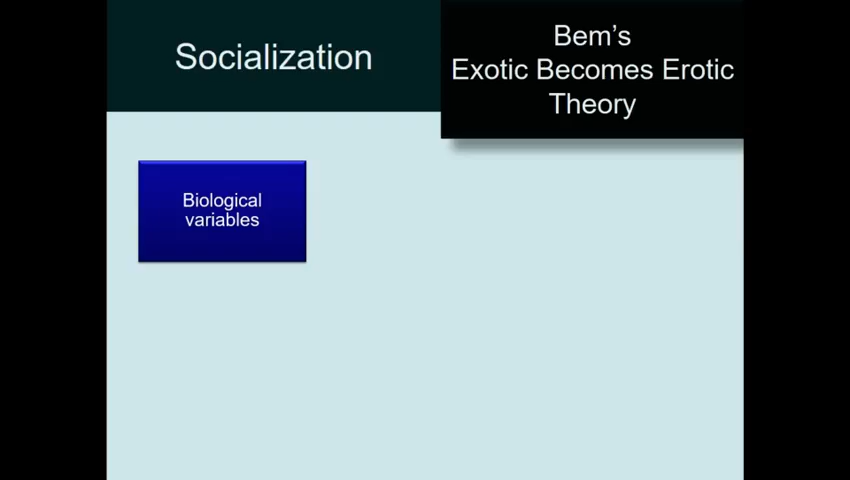 Socialization
Bem’s
Exotic Becomes Erotic
Theory
Biological
variables